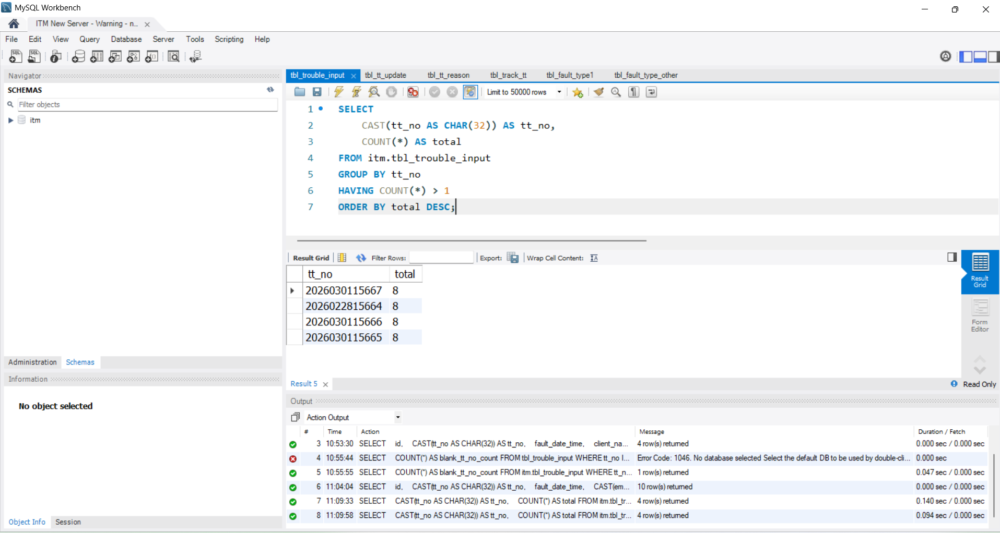 MySQL Workbench
ITM New Server - Warning - n...
File Edit View Query Database Server Tools Scripting Help
Navigator
SCHEMAS
Filter objects
itm
Administration Schemas
Information
No object selected
Object Info Session
tbl_trouble_input tbl_tt_update tbl_tt_reason tbl_track_tt tbl_fault_type1 tbl_fault_type_other
Limit to 50000 rows
1 SELECT
2 CAST(tt_no AS CHAR(32)) AS tt_no,
3 COUNT(*) AS total
4 FROM itm.tbl_trouble_input
5 GROUP BY tt_no
6 HAVING COUNT(*) > 1
7 ORDER BY total DESC;
Result Grid Filter Rows: Export: Wrap Cell Content:
tt_no total
2026030115667 8
2026022815664 8
2026030115666 8
2026030115665 8
Result Grid
Form Editor
Result 5
Read Only
Output
Action Output
# Time Action Message Duration / Fetch
3 10:53:30 SELECT id, CAST(tt_no AS CHAR(32)) AS tt_no, fault_date_time, client_na... 4 row(s) returned 0.000 sec / 0.000 sec
4 10:55:44 SELECT COUNT(*) AS blank_tt_no_count FROM tbl_trouble_input WHERE tt_no I... Error Code: 1046. No database selected Select the default DB to be used by double-cli... 0.000 sec
5 10:55:55 SELECT COUNT(*) AS blank_tt_no_count FROM itm.tbl_trouble_input WHERE tt_n... 1 row(s) returned 0.047 sec / 0.000 sec
6 11:04:04 SELECT id, CAST(tt_no AS CHAR(32)) AS tt_no, fault_date_time, CAST(em... 10 row(s) returned 0.000 sec / 0.000 sec
7 11:09:33 SELECT CAST(tt_no AS CHAR(32)) AS tt_no, COUNT(*) AS total FROM itm.tbl_tr... 4 row(s) returned 0.140 sec / 0.000 sec
8 11:09:58 SELECT CAST(tt_no AS CHAR(32)) AS tt_no, COUNT(*) AS total FROM itm.tbl_tr... 4 row(s) returned 0.094 sec / 0.000 sec